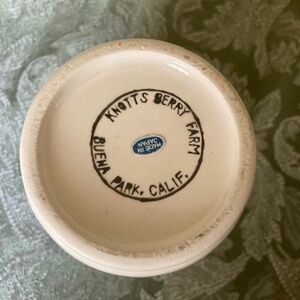 KNOTTS BERRY FARM
BUENA PARK, CALIF.
MADE IN
JAPAN